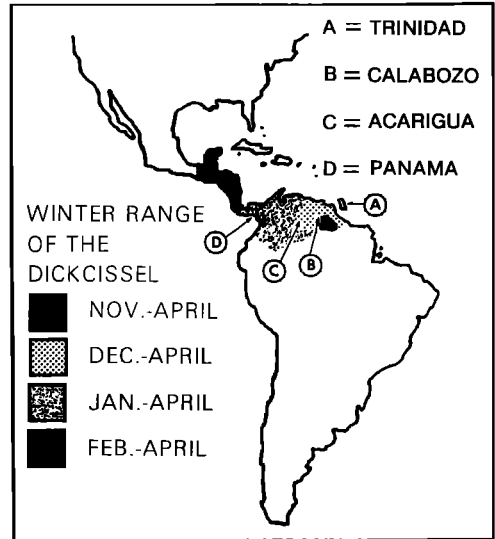 A = TRINIDAD
B = CALABOZO
C = ACARIGUA
D = PANAMA
A
WINTER RANGE
OF THE
DICKCISSEL
D
C
B
NOV.-APRIL
DEC.-APRIL
JAN.-APRIL
FEB.-APRIL